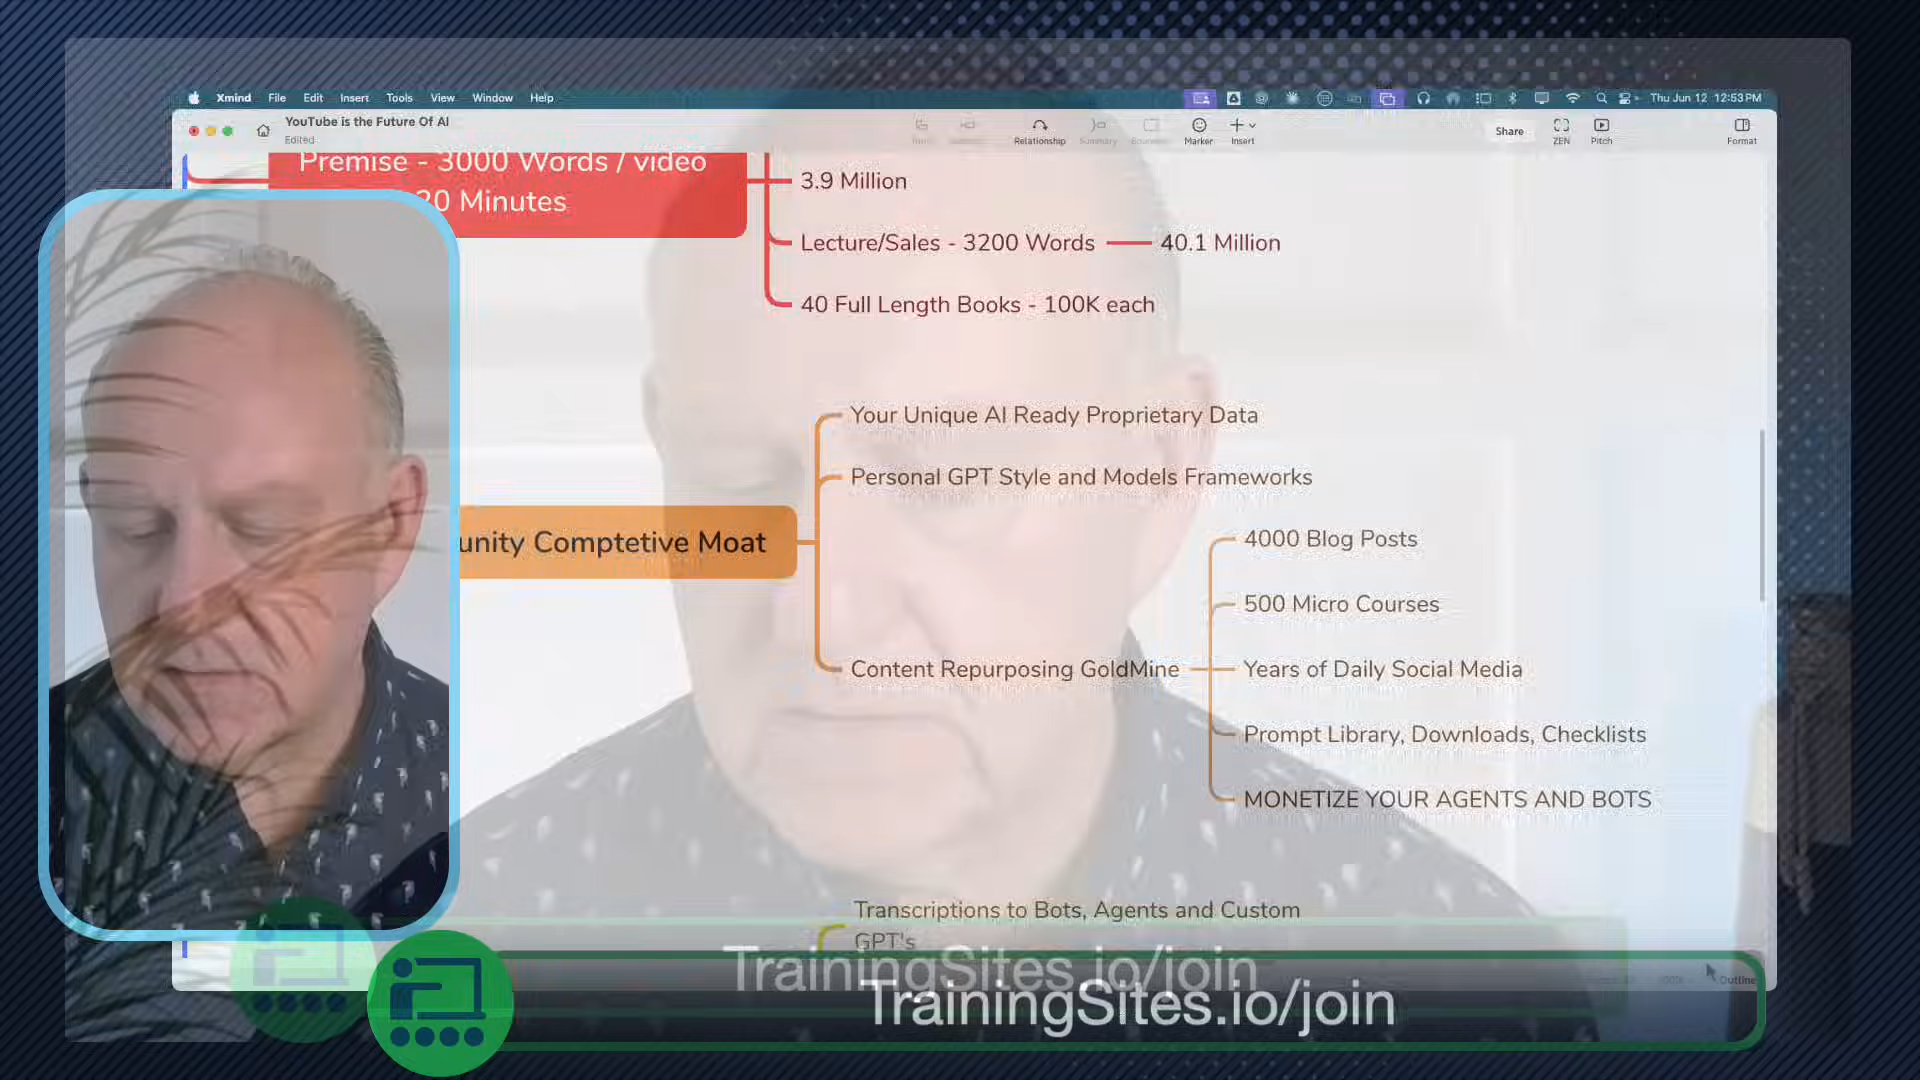 Xmind File Edit Insert Tools View Window Help Thu Jun 12 12:53 PM
YouTube is the Future Of AI
Edited
Relationship Summary Marker Insert Share ZEN Pitch Format
Premise - 3000 Words / video
20 Minutes
3.9 Million
Lecture/Sales - 3200 Words 40.1 Million
40 Full Length Books - 100K each
Your Unique AI Ready Proprietary Data
Personal GPT Style and Models Frameworks
unity Comptetive Moat
4000 Blog Posts
500 Micro Courses
Content Repurposing GoldMine
Years of Daily Social Media
Prompt Library, Downloads, Checklists
MONETIZE YOUR AGENTS AND BOTS
Transcriptions to Bots, Agents and Custom
GPT's
TrainingSites.io/join
TrainingSites.io/join
Outline